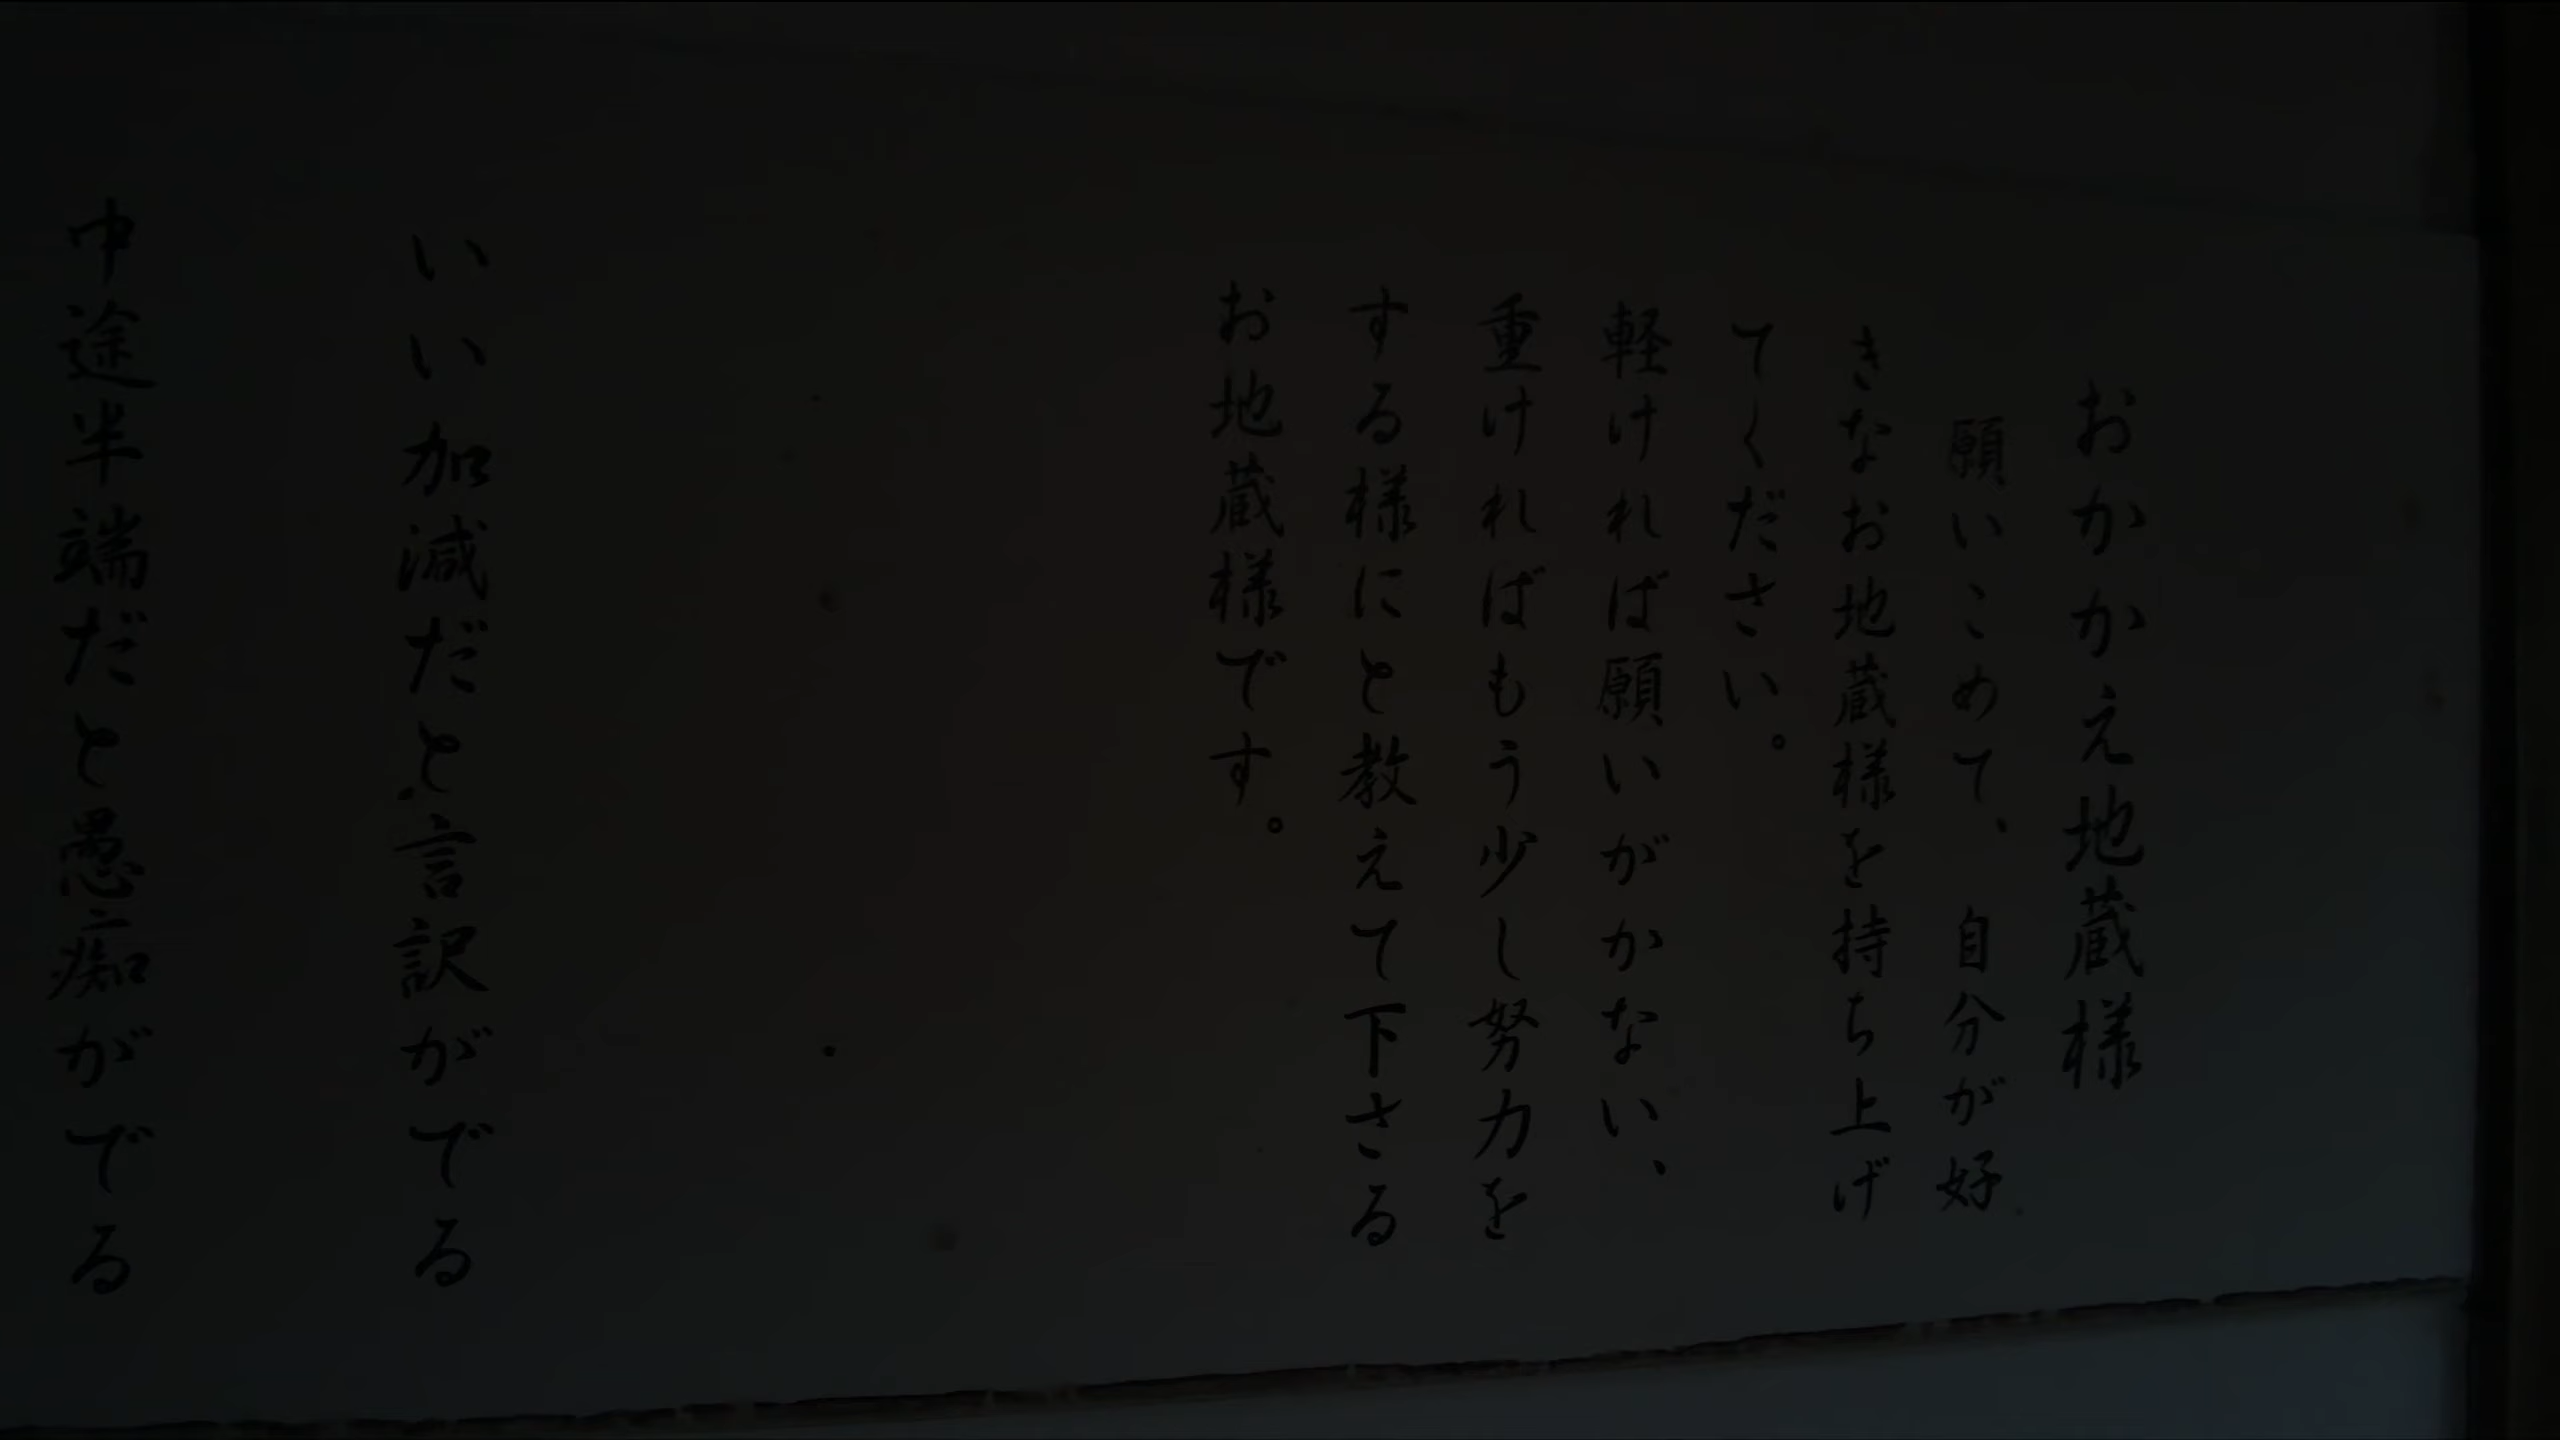 おかかえ地蔵様
願いこめて、自分が好
きなお地蔵様を持ち上げ
てください。
軽ければ願いがかない、
重ければもう少し努力を
する様にと教えて下さる
お地蔵様です。
いい加減だと言訳がでる
中途半端だと愚痴がでる